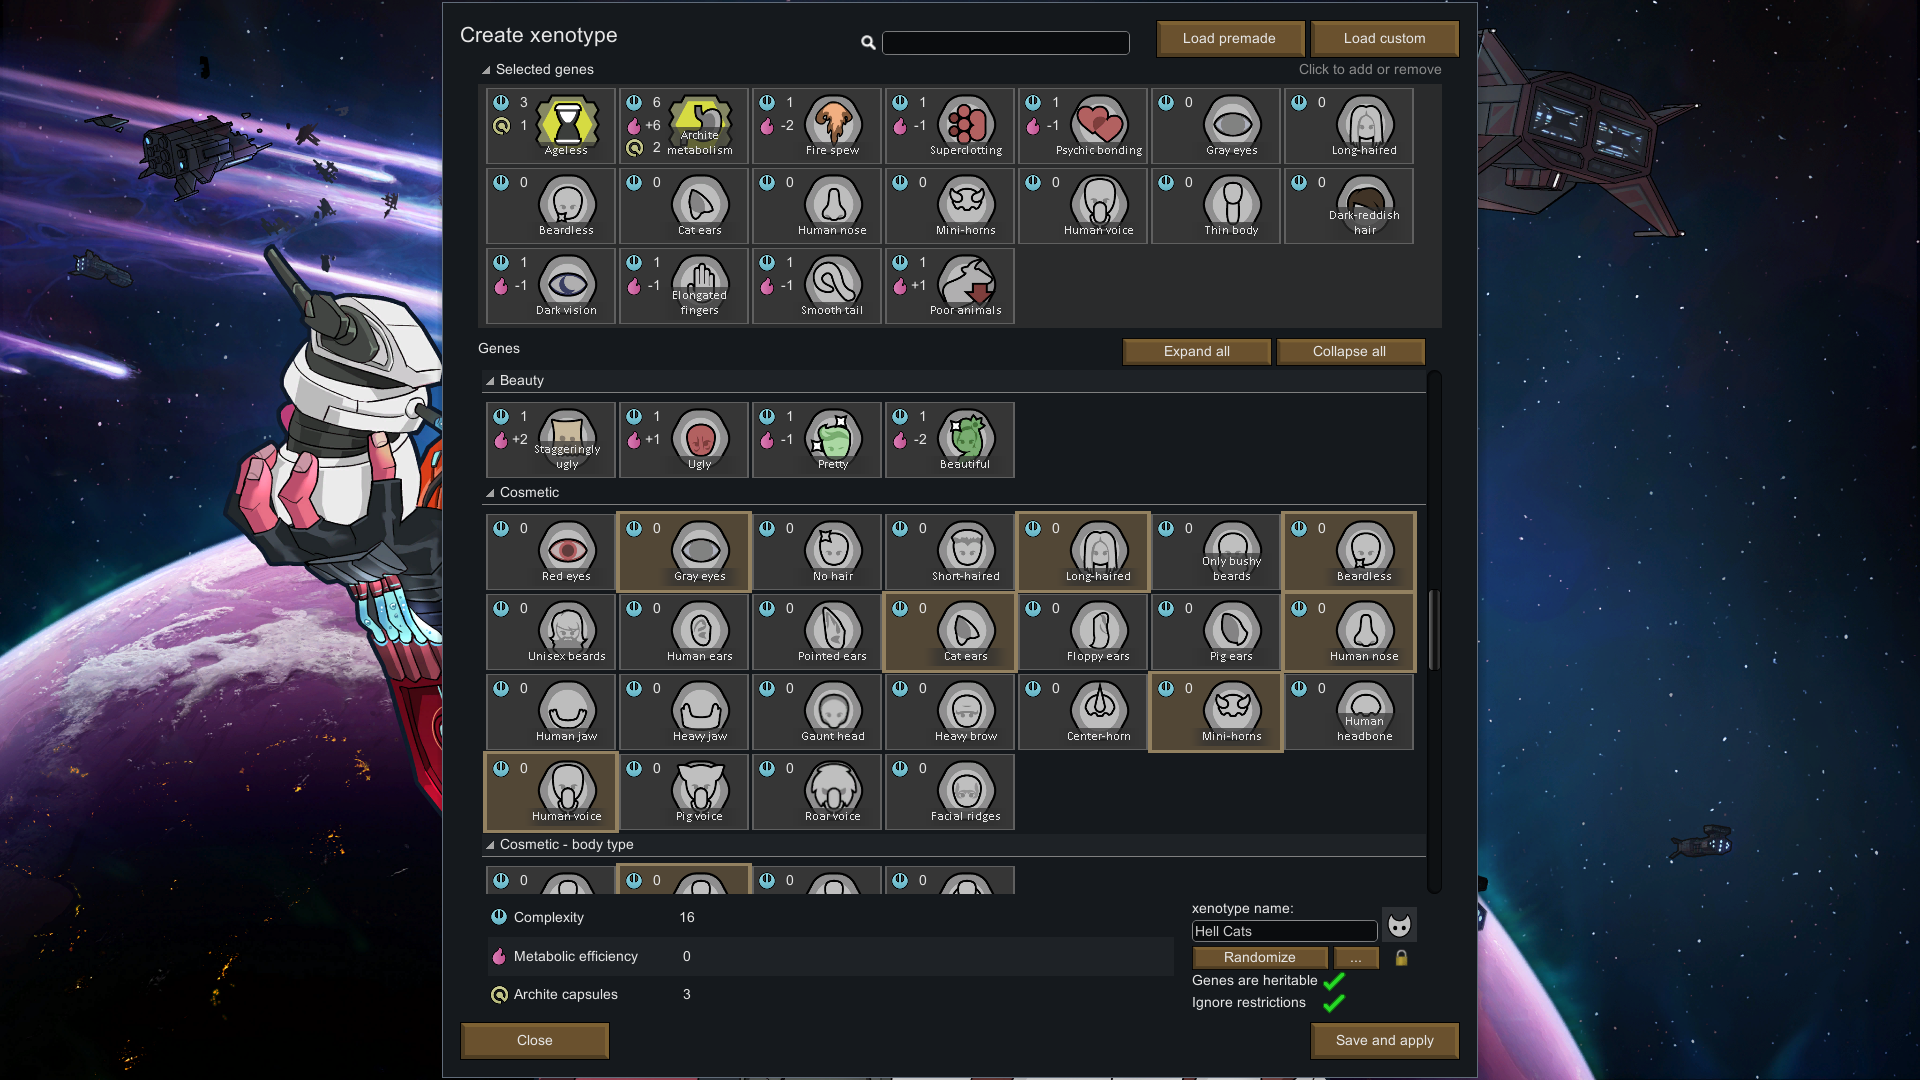 Create xenotype
Load premade
Load custom
Selected genes
Click to add or remove
3
1
Ageless
6
+6
2
Archite
metabolism
1
-2
Fire spew
1
-1
Superclotting
1
-1
Psychic bonding
0
Gray eyes
0
Long-haired
0
Beardless
0
Cat ears
0
Human nose
0
Mini-horns
0
Human voice
0
Thin body
0
Dark-reddish
hair
1
-1
Dark vision
1
-1
Elongated
fingers
1
-1
Smooth tail
1
+1
Poor animals
Genes
Expand all
Collapse all
Beauty
1
+2
Staggeringly
ugly
1
+1
Ugly
1
-1
Pretty
1
-2
Beautiful
Cosmetic
0
Red eyes
0
Gray eyes
0
No hair
0
Short-haired
0
Long-haired
0
Only bushy
beards
0
Beardless
0
Unisex beards
0
Human ears
0
Pointed ears
0
Cat ears
0
Floppy ears
0
Pig ears
0
Human nose
0
Human jaw
0
Heavy jaw
0
Gaunt head
0
Heavy brow
0
Center-horn
0
Mini-horns
0
Human
headbone
0
Human voice
0
Pig voice
0
Roar voice
0
Facial ridges
Cosmetic - body type
0
0
0
0
Complexity 16
Metabolic efficiency 0
Archite capsules 3
xenotype name:
Hell Cats
Randomize
...
Genes are heritable
Ignore restrictions
Close
Save and apply